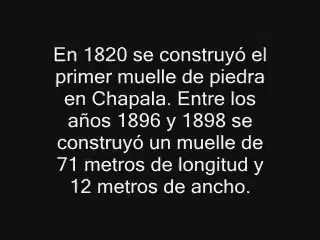 En 1820 se construyó el
primer muelle de piedra
en Chapala. Entre los
años 1896 y 1898 se
construyó un muelle de
71 metros de longitud y
12 metros de ancho.